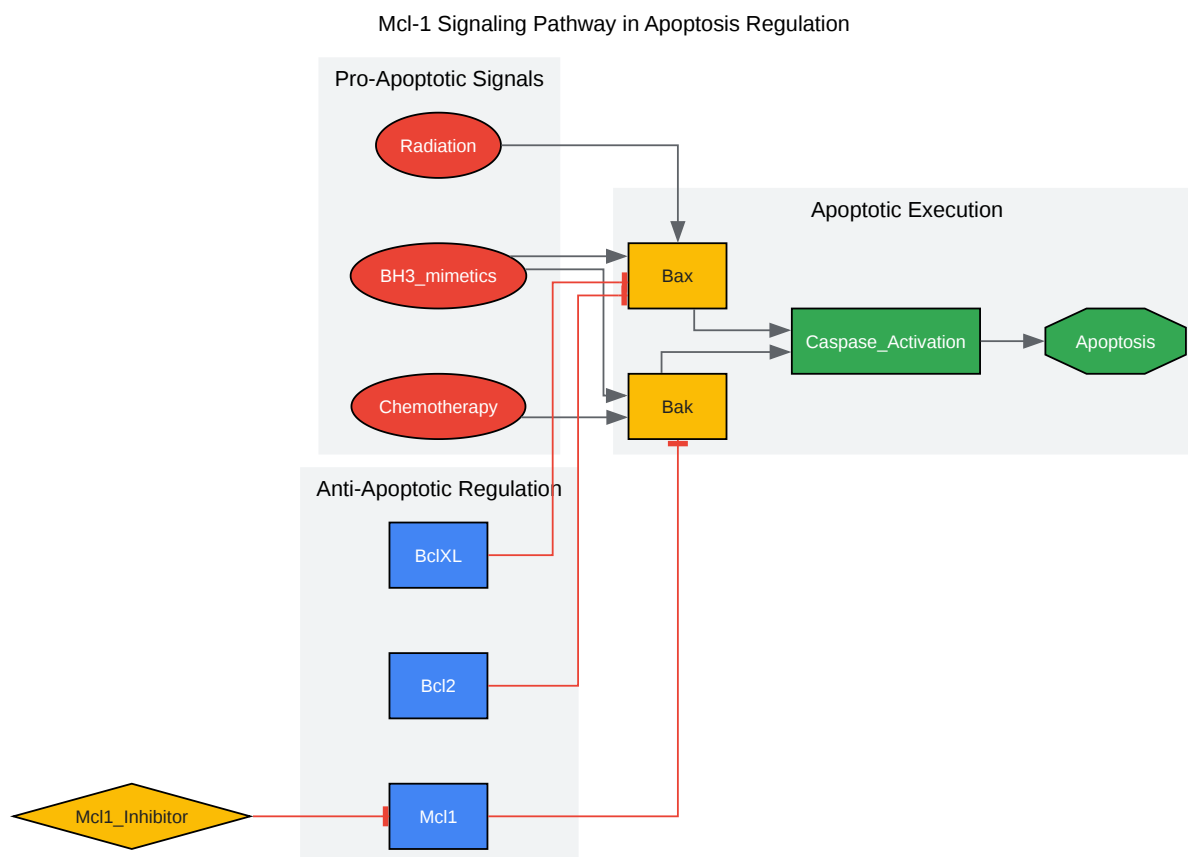 Mcl-1 Signaling Pathway in Apoptosis Regulation
Pro-Apoptotic Signals
Radiation
Apoptotic Execution
BH3_mimetics
Bax
Caspase_Activation
Apoptosis
Chemotherapy
Bak
Anti-Apoptotic Regulation
BclXL
Bcl2
Mcl1_Inhibitor
Mcl1